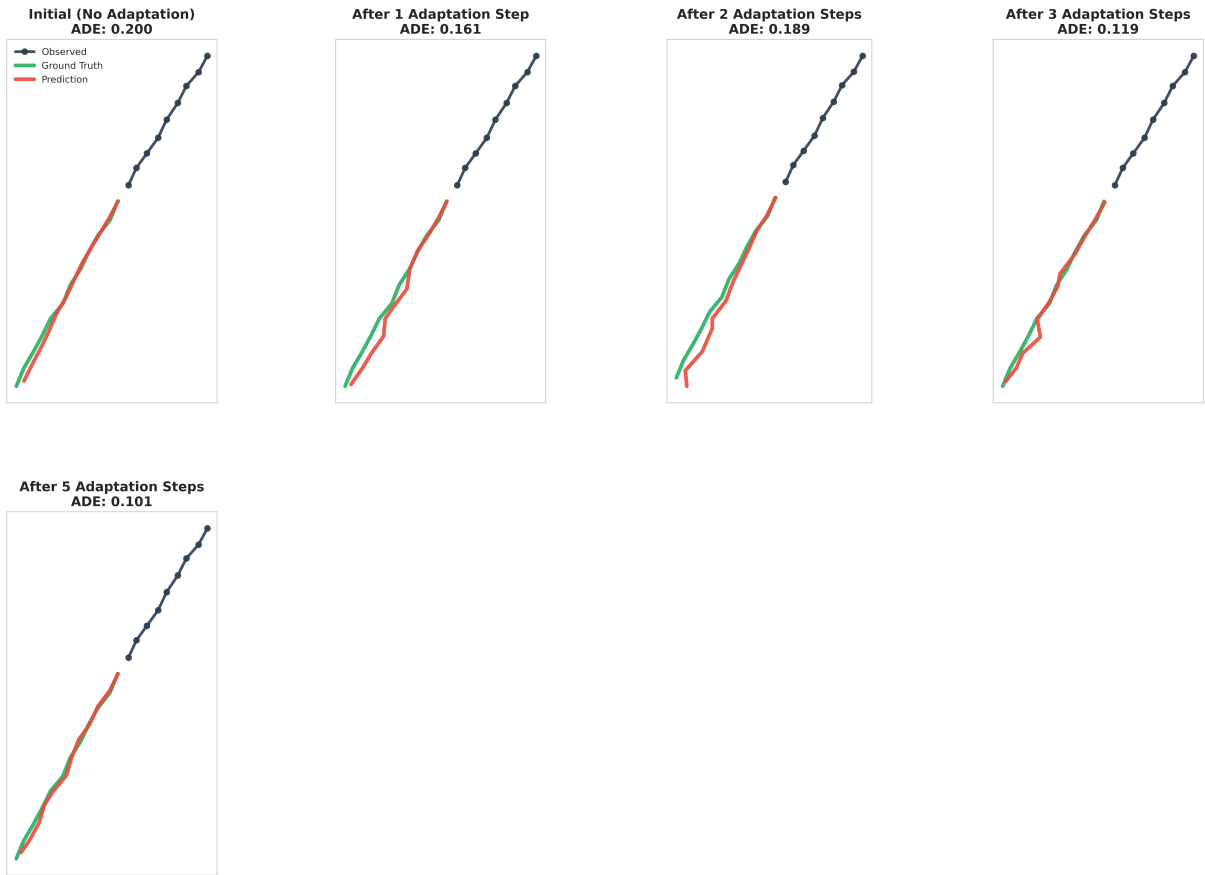 Initial (No Adaptation)
ADE: 0.200
Observed
Ground Truth
Prediction
After 1 Adaptation Step
ADE: 0.161
After 2 Adaptation Steps
ADE: 0.189
After 3 Adaptation Steps
ADE: 0.119
After 5 Adaptation Steps
ADE: 0.101